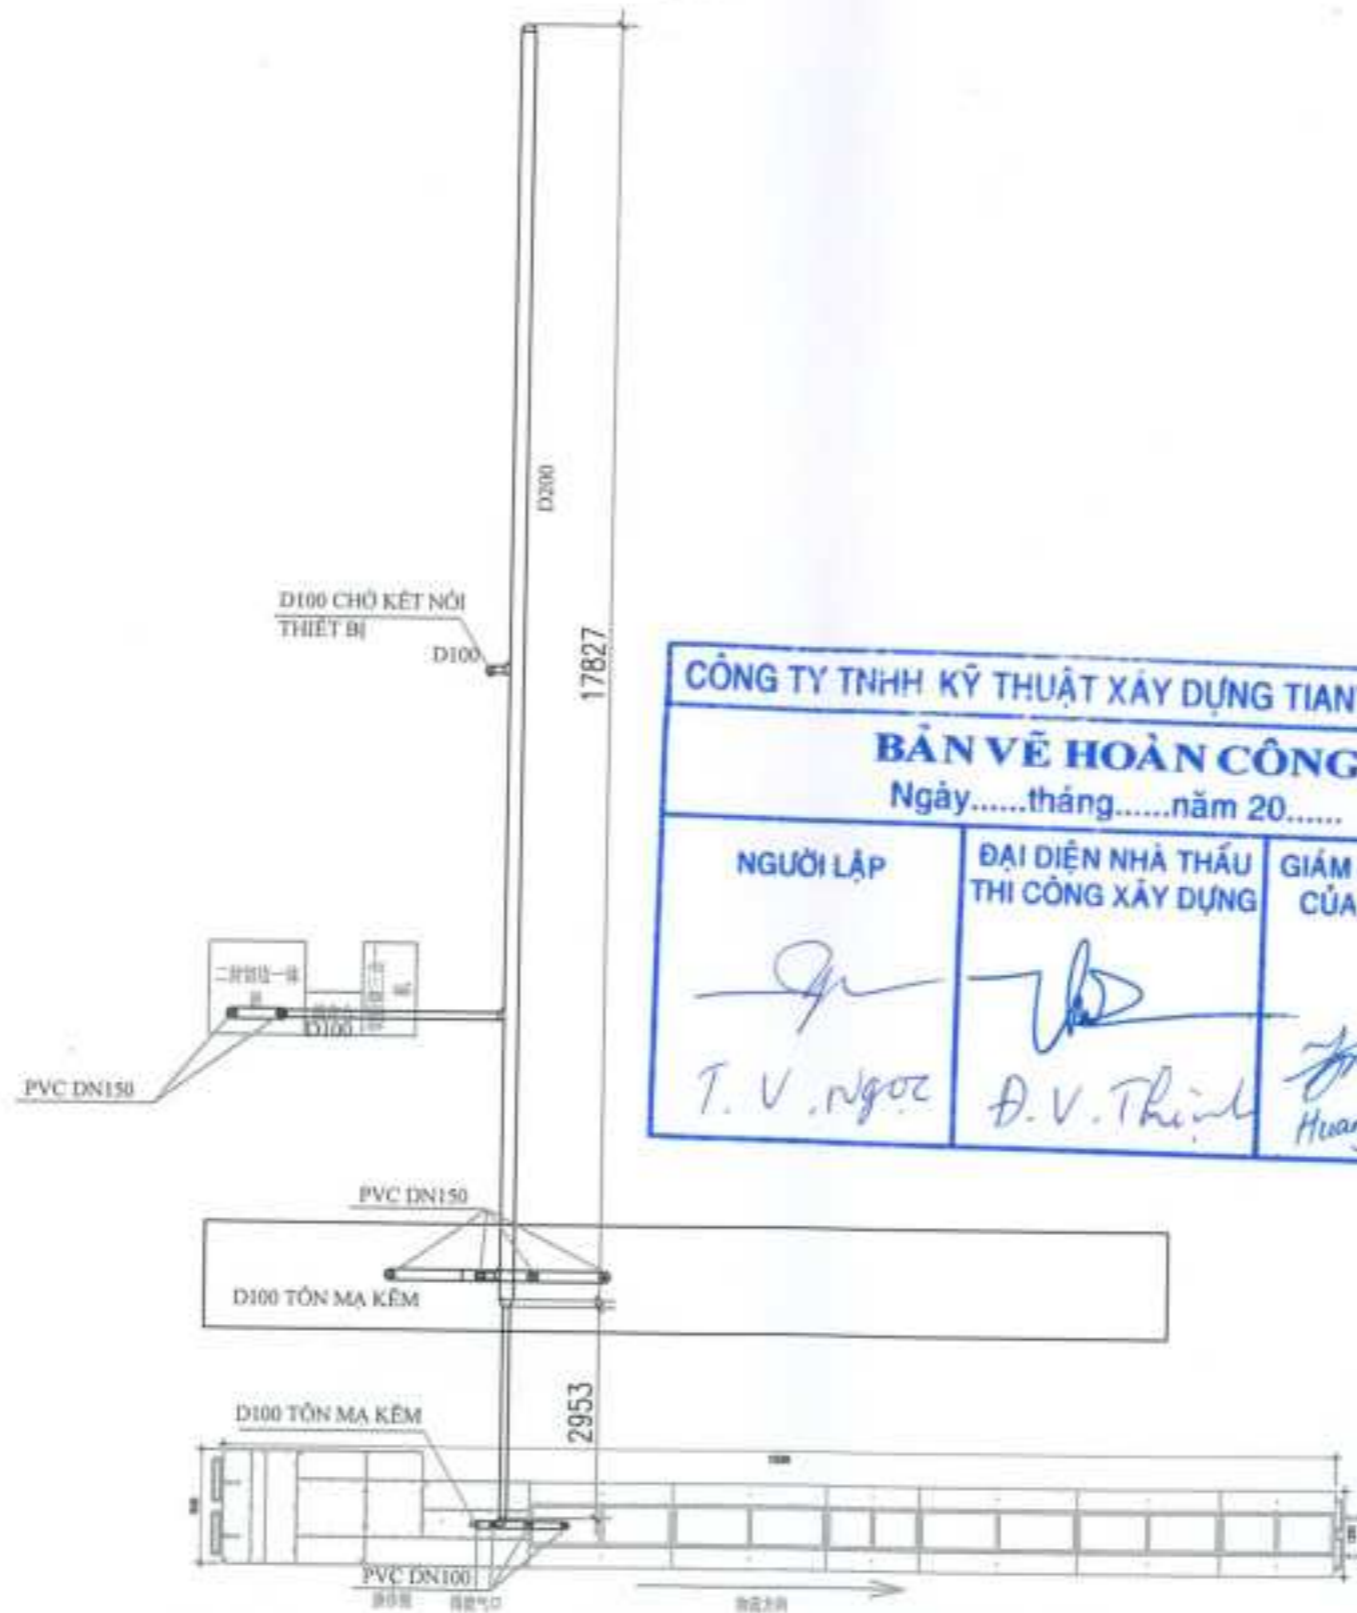 D200
D100 CHỜ KẾT NỐI
THIẾT BỊ
D100
17827
CÔNG TY TNHH KỸ THUẬT XÂY DỰNG TIAN
BẢN VẼ HOÀN CÔNG
Ngày......tháng......năm 20......
NGƯỜI LẬP
ĐẠI DIỆN NHÀ THẦU
THI CÔNG XÂY DỰNG
GIÁM
CỦA
T. V. Ngọc
Đ. V. Thịnh
Huan
D100
PVC DN150
PVC DN150
D100 TÔN MẠ KẼM
2953
D100 TÔN MẠ KẼM
PVC DN100